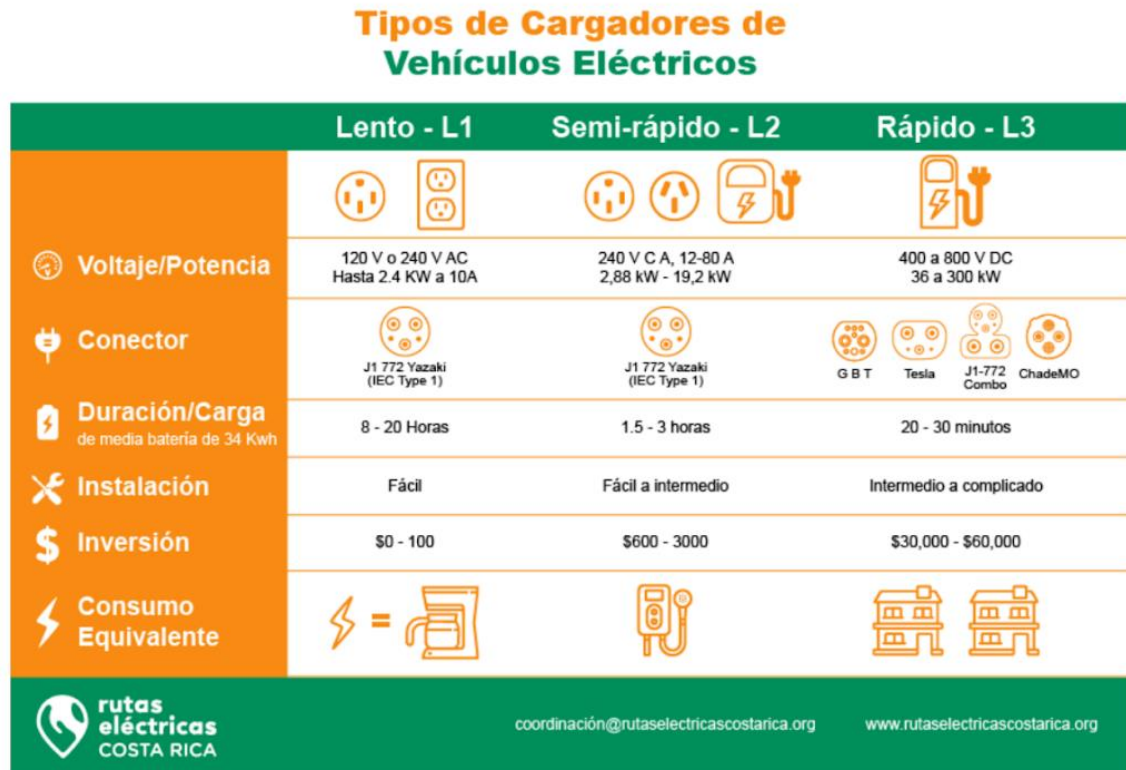 Tipos de Cargadores de
Vehículos Eléctricos
Lento - L1
Semi-rápido - L2
Rápido - L3
Voltaje/Potencia
120 V o 240 V AC
Hasta 2.4 KW a 10A
240 V C A, 12-80 A
2,88 kW - 19,2 kW
400 a 800 V DC
36 a 300 kW
Conector
J1 772 Yazaki
(IEC Type 1)
J1 772 Yazaki
(IEC Type 1)
G B T
Tesla
J1-772
Combo
ChadeMO
Duración/Carga
de media batería de 34 Kwh
8 - 20 Horas
1.5 - 3 horas
20 - 30 minutos
Instalación
Fácil
Fácil a intermedio
Intermedio a complicado
$
Inversión
$0 - 100
$600 - 3000
$30,000 - $60,000
Consumo
Equivalente
=
rutas
eléctricas
COSTA RICA
coordinación@rutaselectricascostarica.org
www.rutaselectricascostarica.org